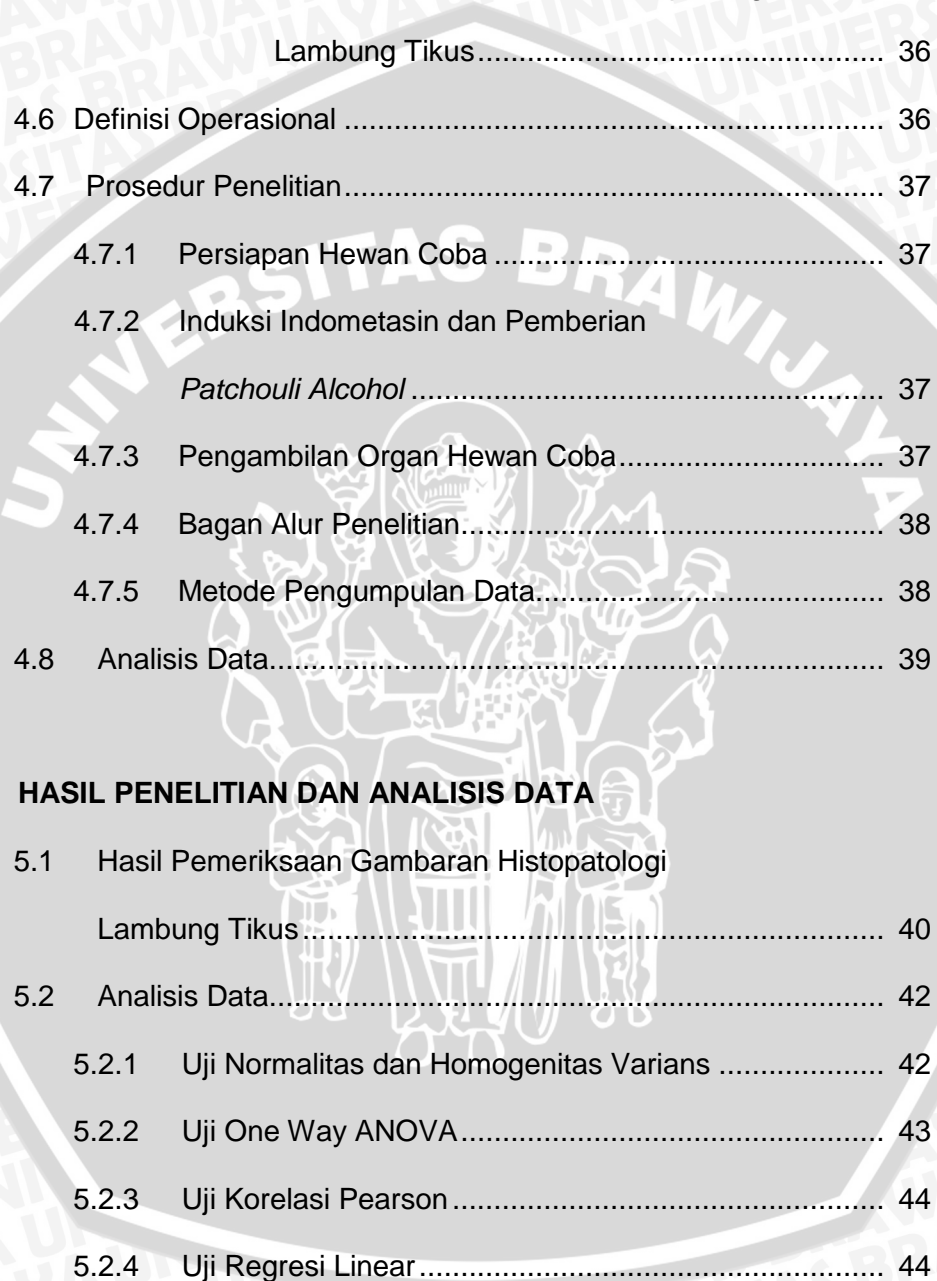 Lambung Tikus ................................................ 36
4.6 Definisi Operasional ................................................ 36
4.7 Prosedur Penelitian ................................................ 37
4.7.1 Persiapan Hewan Coba ................................................ 37
4.7.2 Induksi Indometasin dan Pemberian
Patchouli Alcohol ................................................ 37
4.7.3 Pengambilan Organ Hewan Coba ................................................ 37
4.7.4 Bagan Alur Penelitian ................................................ 38
4.7.5 Metode Pengumpulan Data ................................................ 38
4.8 Analisis Data ................................................ 39
HASIL PENELITIAN DAN ANALISIS DATA
5.1 Hasil Pemeriksaan Gambaran Histopatologi
Lambung Tikus ................................................ 40
5.2 Analisis Data ................................................ 42
5.2.1 Uji Normalitas dan Homogenitas Varians ................................................ 42
5.2.2 Uji One Way ANOVA ................................................ 43
5.2.3 Uji Korelasi Pearson ................................................ 44
5.2.4 Uji Regresi Linear ................................................ 44
UNIVERSITAS BRAWIJAYA